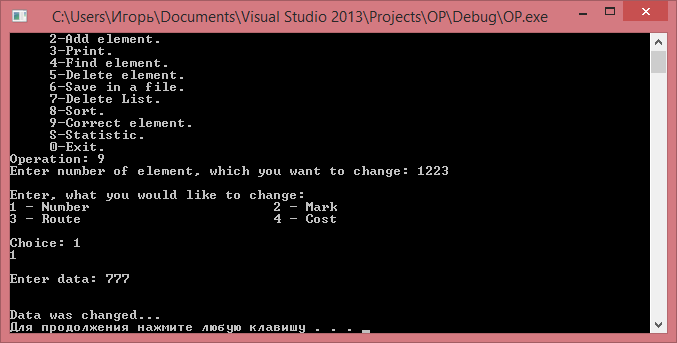 C:\Users\Игорь\Documents\Visual Studio 2013\Projects\OP\Debug\OP.exe
2-Add element.
3-Print.
4-Find element.
5-Delete element.
6-Save in a file.
7-Delete List.
8-Sort.
9-Correct element.
S-Statistic.
0-Exit.
Operation: 9
Enter number of element, which you want to change: 1223
Enter, what you would like to change:
1 - Number 2 - Mark
3 - Route 4 - Cost
Choice: 1
1
Enter data: 777
Data was changed...
Для продолжения нажмите любую клавишу . . . _